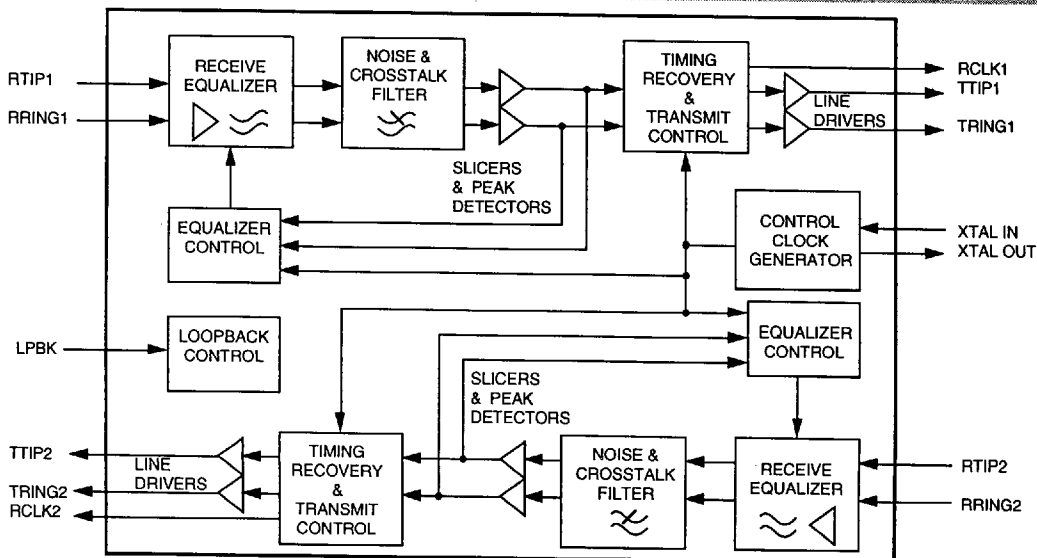 RTIP1
RRING1
RECEIVE
EQUALIZER
NOISE &
CROSSTALK
FILTER
TIMING
RECOVERY
&
TRANSMIT
CONTROL
LINE
DRIVERS
RCLK1
TTIP1
TRING1
SLICERS
& PEAK
DETECTORS
EQUALIZER
CONTROL
CONTROL
CLOCK
GENERATOR
XTAL IN
XTAL OUT
LPBK
LOOPBACK
CONTROL
EQUALIZER
CONTROL
SLICERS
& PEAK
DETECTORS
TTIP2
TRING2
RCLK2
LINE
DRIVERS
TIMING
RECOVERY
&
TRANSMIT
CONTROL
NOISE &
CROSSTALK
FILTER
RECEIVE
EQUALIZER
RTIP2
RRING2